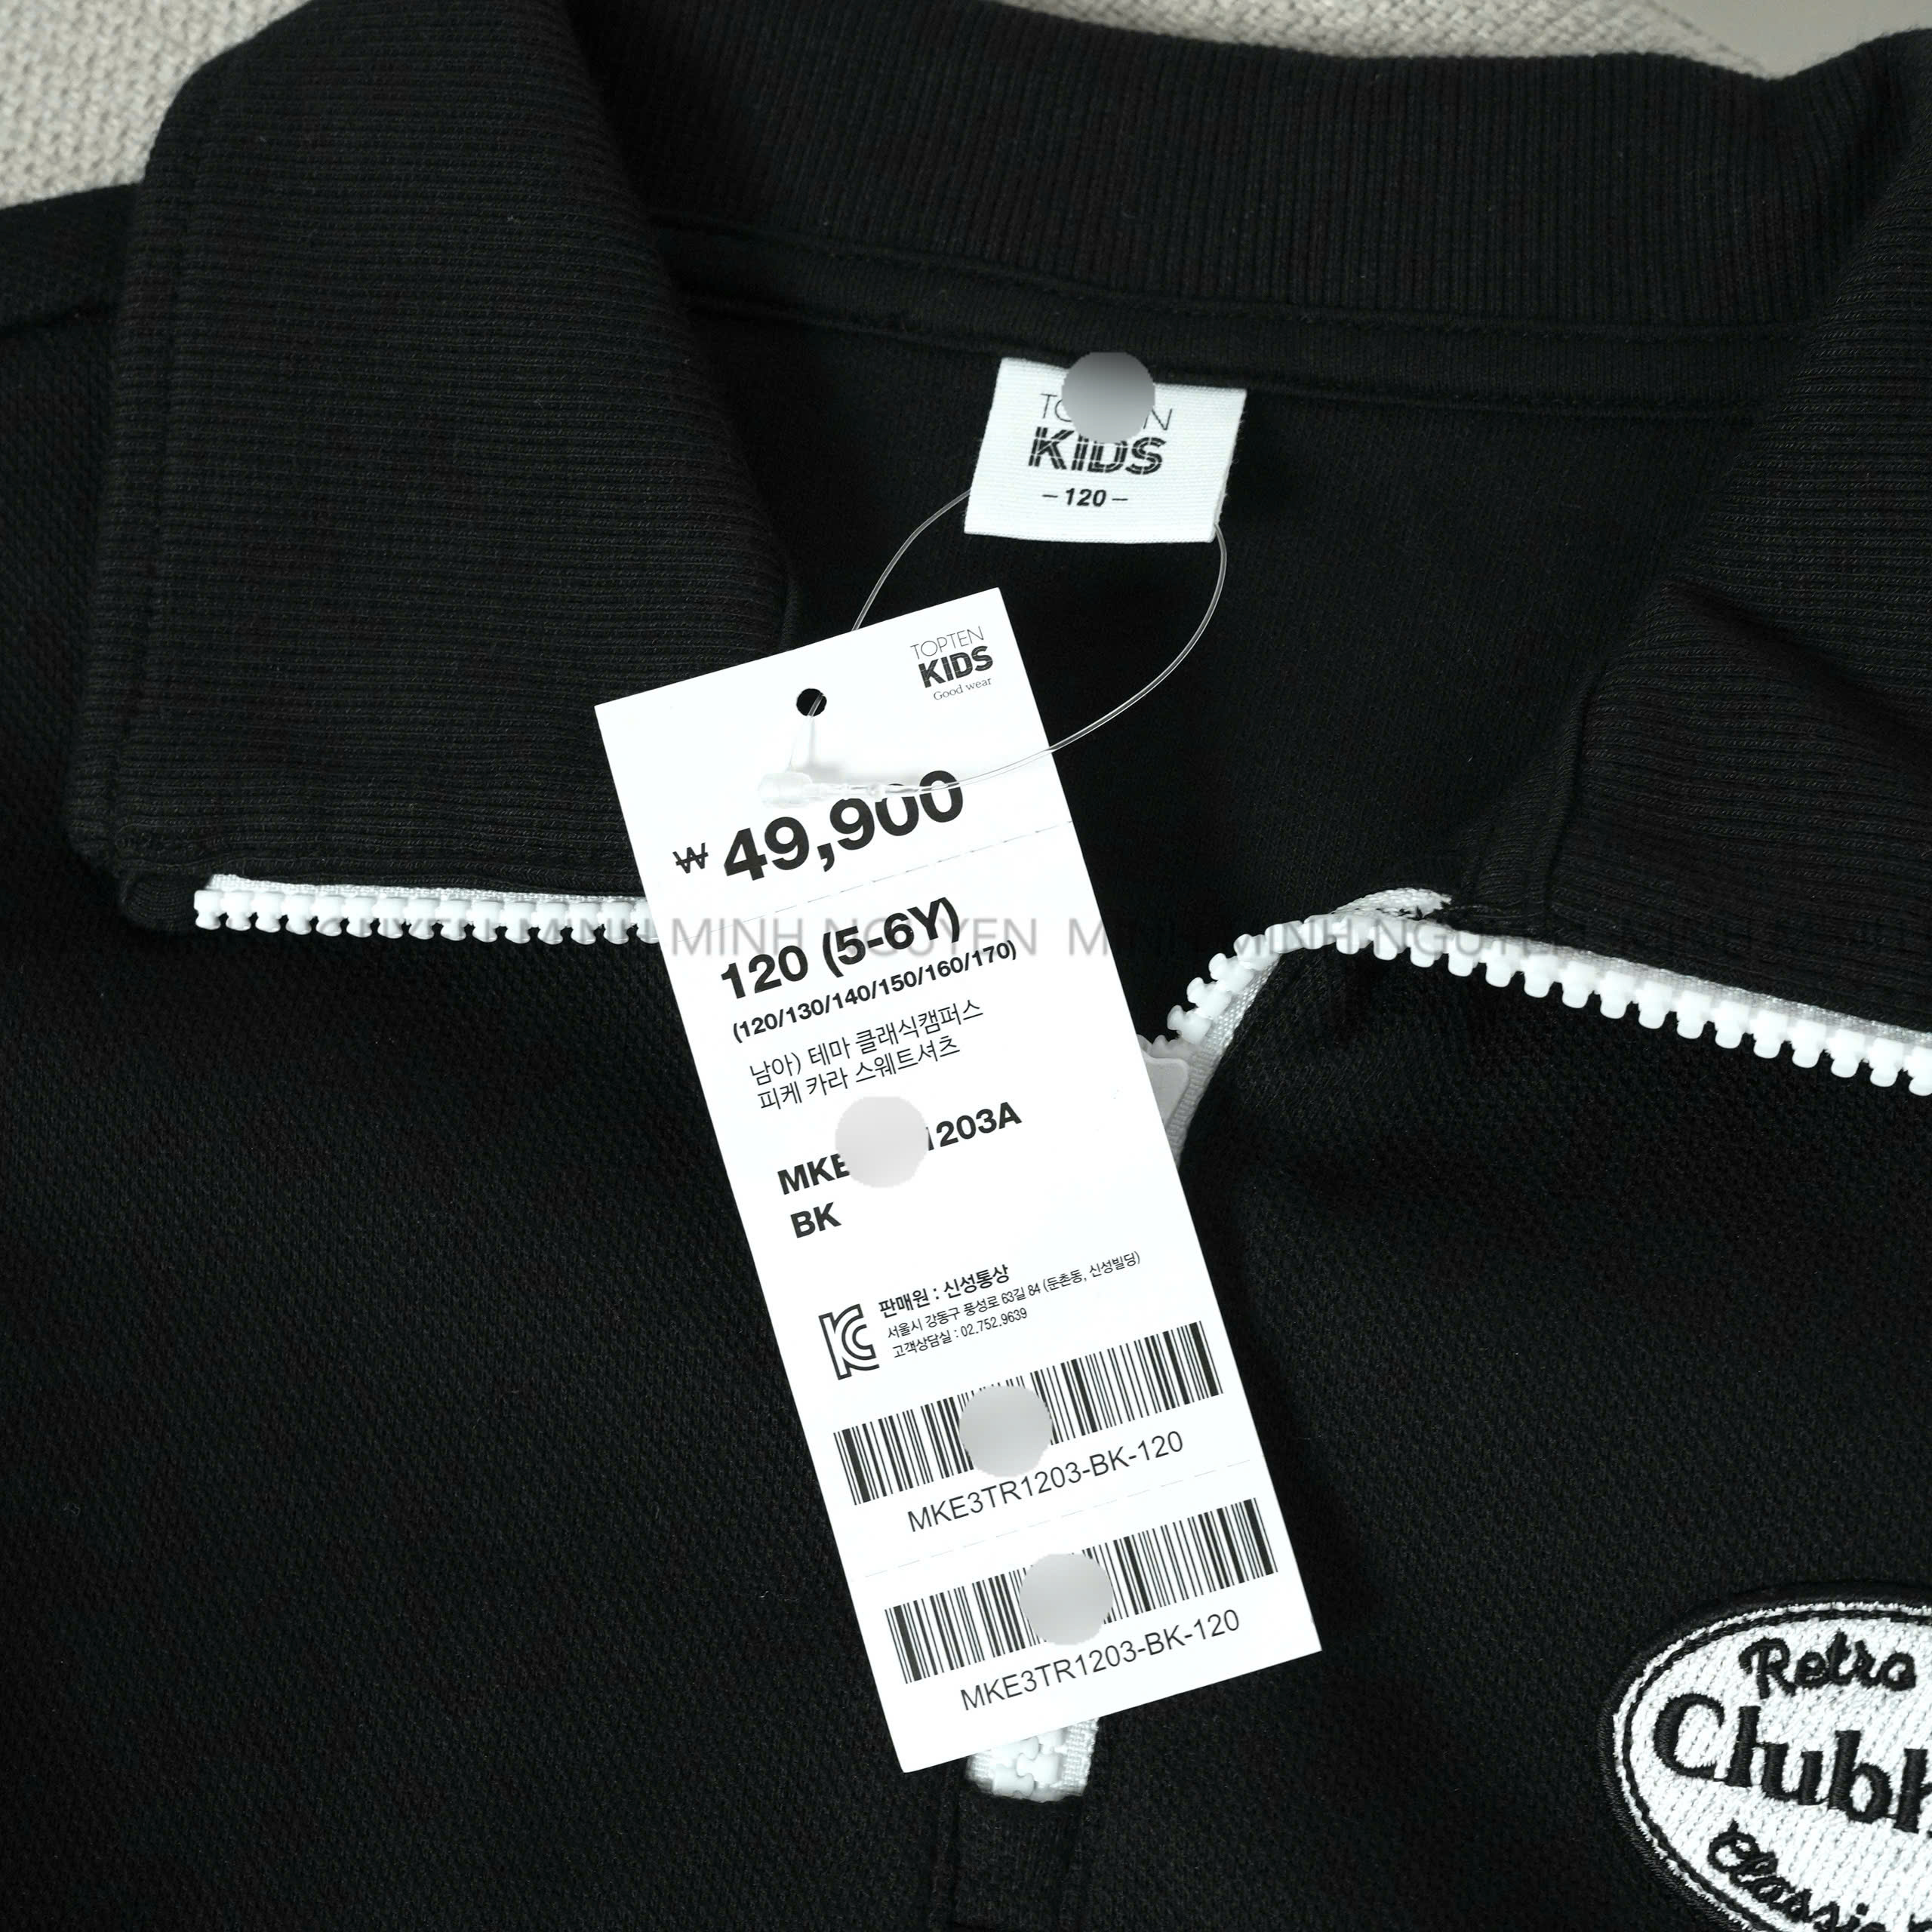 KIDS
-120-
TOPTEN
KIDS
Good wear
₩ 49,900
MINH NGUYEN
120 (5-6Y)
(120/130/140/150/160/170)
남아) 테마 클래식캠퍼스
피케 카라 스웨트셔츠
BK
판매원 : 신성통상
서울시 강동구 풍성로 63길 84 (둔촌동, 신성빌딩)
고객상담실 : 02.752.9639
MKE3TR1203-BK-120
MKE3TR1203-BK-120
Retro